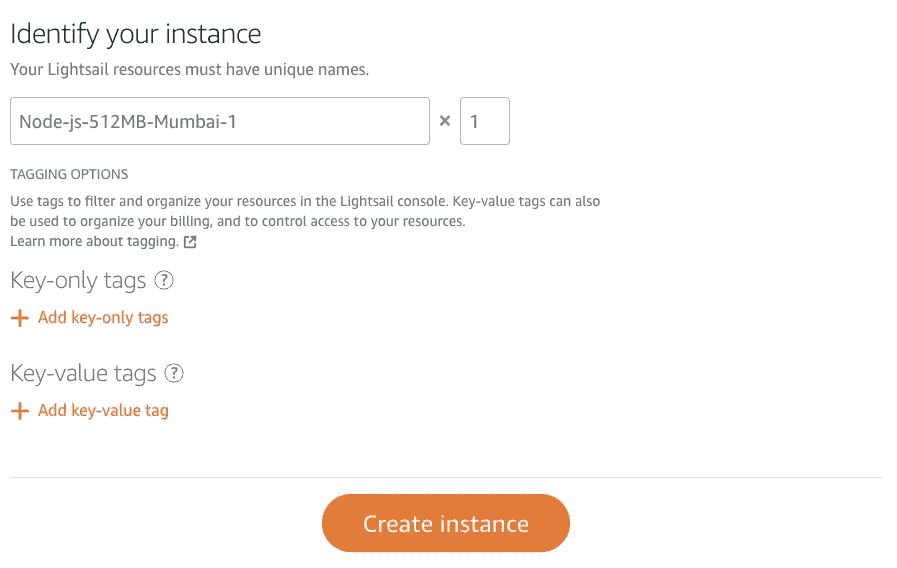 Identify your instance
Your Lightsail resources must have unique names.
Node-js-512MB-Mumbai-1 × 1
TAGGING OPTIONS
Use tags to filter and organize your resources in the Lightsail console. Key-value tags can also
be used to organize your billing, and to control access to your resources.
Learn more about tagging.
Key-only tags ?
+ Add key-only tags
Key-value tags ?
+ Add key-value tag
Create instance